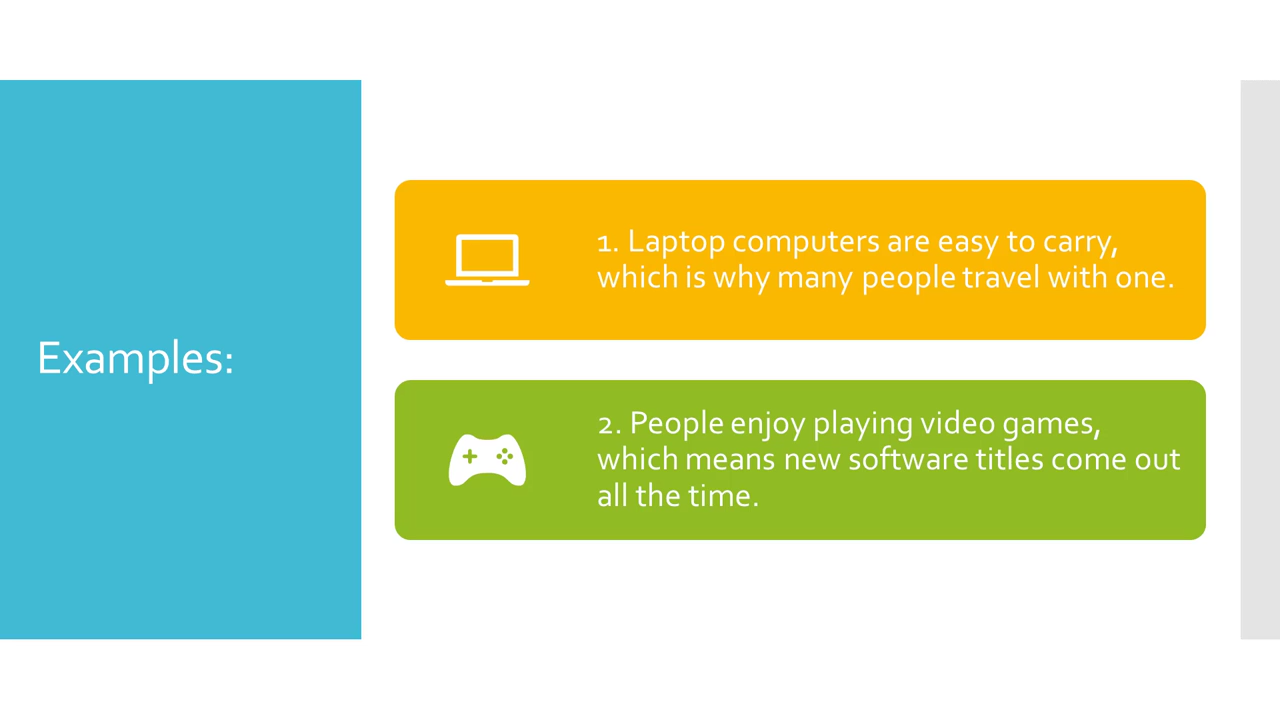 Examples:
1. Laptop computers are easy to carry,
which is why many people travel with one.
2. People enjoy playing video games,
which means new software titles come out
all the time.